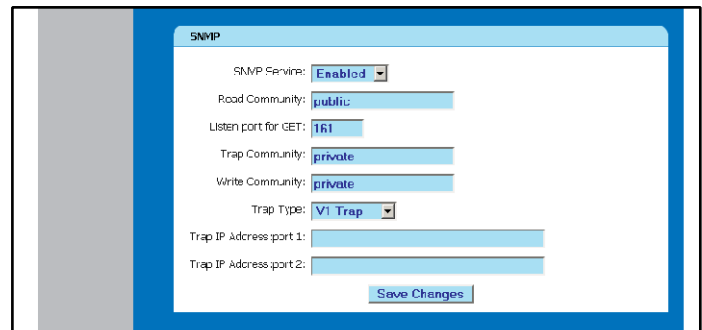 SNMP
SNMP Service: Enabled
Read Community: public
Listen port for GET: 161
Trap Community: private
Write Community: private
Trap Type: V1 Trap
Trap IP Address:port 1:
Trap IP Address:port 2:
Save Changes